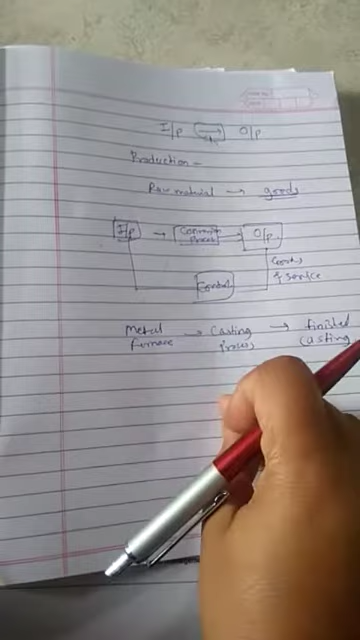 I/p → O/p
Production -
Raw material → goods
I/p → Conversion Process → O/p
Goods
& Service
Control
Metal → Casting → finished
furnace Process casting